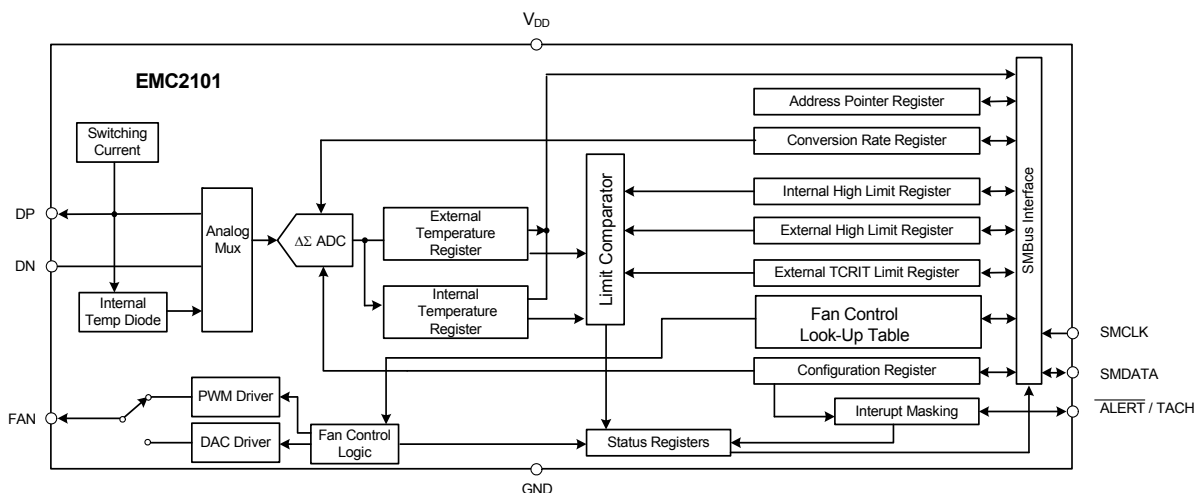 VDD
EMC2101
Switching
Current
DP
DN
Analog
Mux
Internal
Temp Diode
ΔΣ ADC
External
Temperature
Register
Internal
Temperature
Register
Limit Comparator
Address Pointer Register
Conversion Rate Register
Internal High Limit Register
External High Limit Register
External TCRIT Limit Register
Fan Control
Look-Up Table
Configuration Register
Interupt Masking
SMBus Interface
SMCLK
SMDATA
ALERT / TACH
FAN
PWM Driver
DAC Driver
Fan Control
Logic
Status Registers
GND